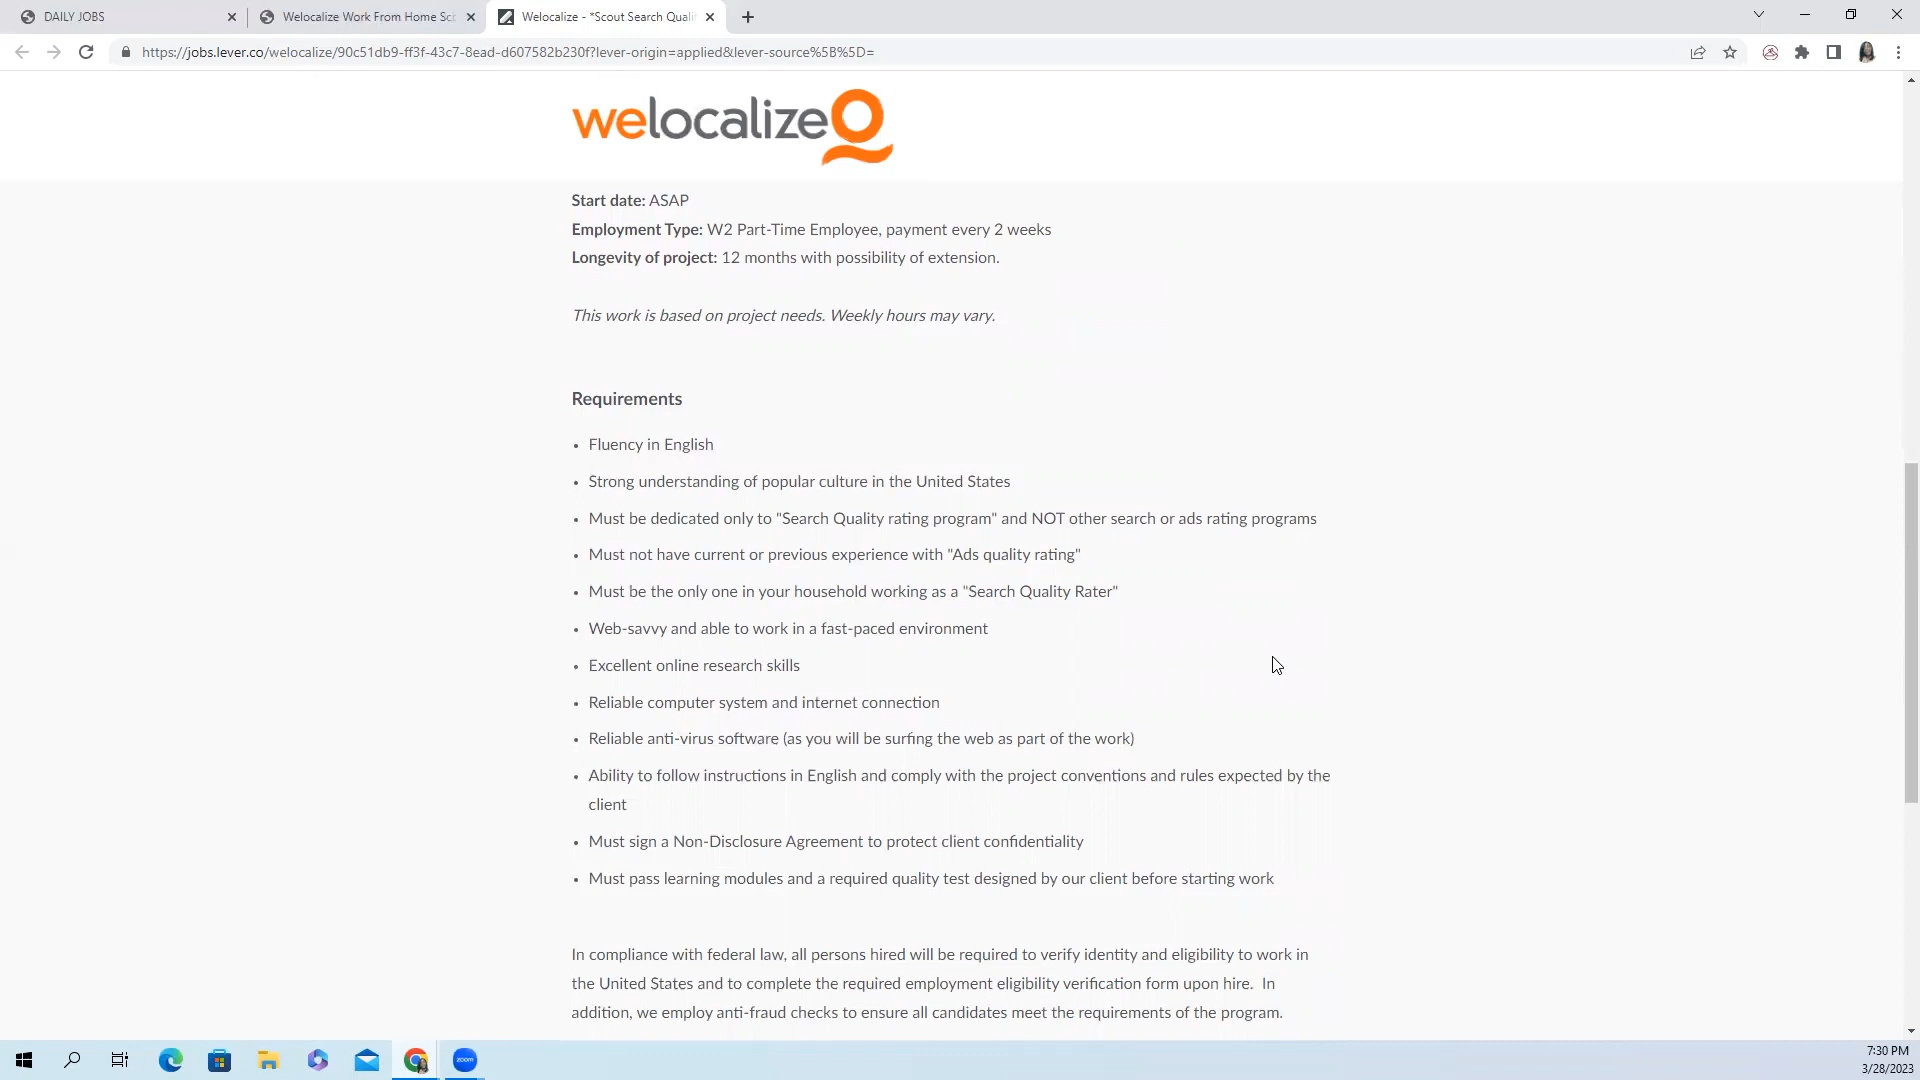 DAILY JOBS
Welocalize Work From Home Sch
Welocalize - *Scout Search Quali
https://jobs.lever.co/welocalize/90c51db9-ff3f-43c7-8ead-d607582b230f?lever-origin=applied&lever-source%5B%5D=
welocalize
Start date: ASAP
Employment Type: W2 Part-Time Employee, payment every 2 weeks
Longevity of project: 12 months with possibility of extension.
This work is based on project needs. Weekly hours may vary.
Requirements
• Fluency in English
• Strong understanding of popular culture in the United States
• Must be dedicated only to "Search Quality rating program" and NOT other search or ads rating programs
• Must not have current or previous experience with "Ads quality rating"
• Must be the only one in your household working as a "Search Quality Rater"
• Web-savvy and able to work in a fast-paced environment
• Excellent online research skills
• Reliable computer system and internet connection
• Reliable anti-virus software (as you will be surfing the web as part of the work)
• Ability to follow instructions in English and comply with the project conventions and rules expected by the
client
• Must sign a Non-Disclosure Agreement to protect client confidentiality
• Must pass learning modules and a required quality test designed by our client before starting work
In compliance with federal law, all persons hired will be required to verify identity and eligibility to work in
the United States and to complete the required employment eligibility verification form upon hire.  In
addition, we employ anti-fraud checks to ensure all candidates meet the requirements of the program.
zoom
7:30 PM
3/28/2023